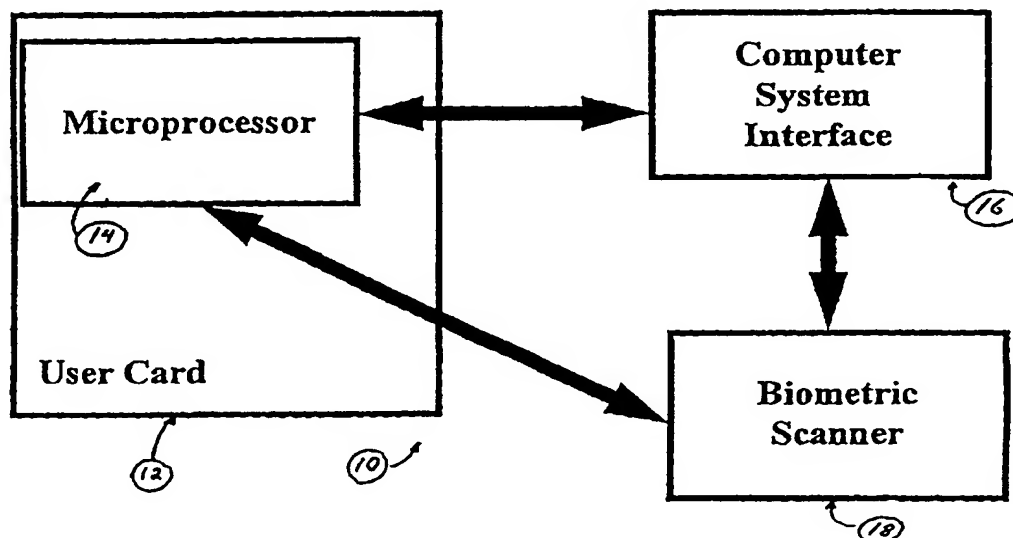 Microprocessor
14
User Card
12
10
Computer
System
Interface
16
Biometric
Scanner
18